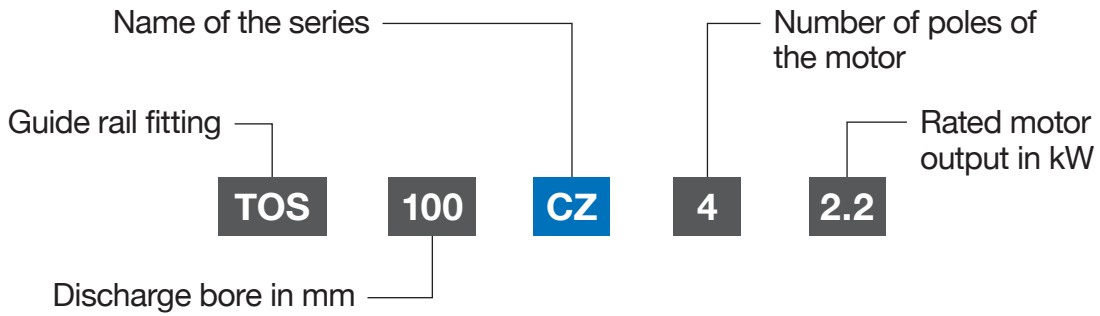 Name of the series
Number of poles of
the motor
Guide rail fitting
Rated motor
output in kW
TOS 100 CZ 4 2.2
Discharge bore in mm